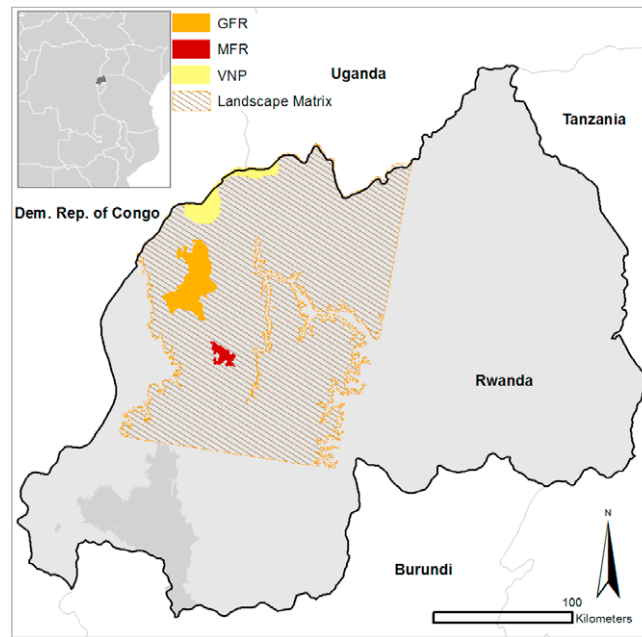 GFR
MFR
VNP
Landscape Matrix
Uganda
Tanzania
Dem. Rep. of Congo
Rwanda
Burundi
N
100
Kilometers